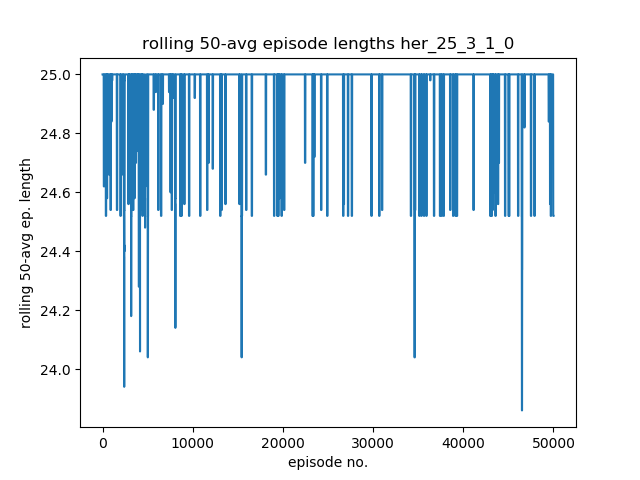 rolling 50-avg episode lengths her_25_3_1_0
25.0
24.8
24.6
24.4
24.2
24.0
rolling 50-avg ep. length
0 10000 20000 30000 40000 50000
episode no.